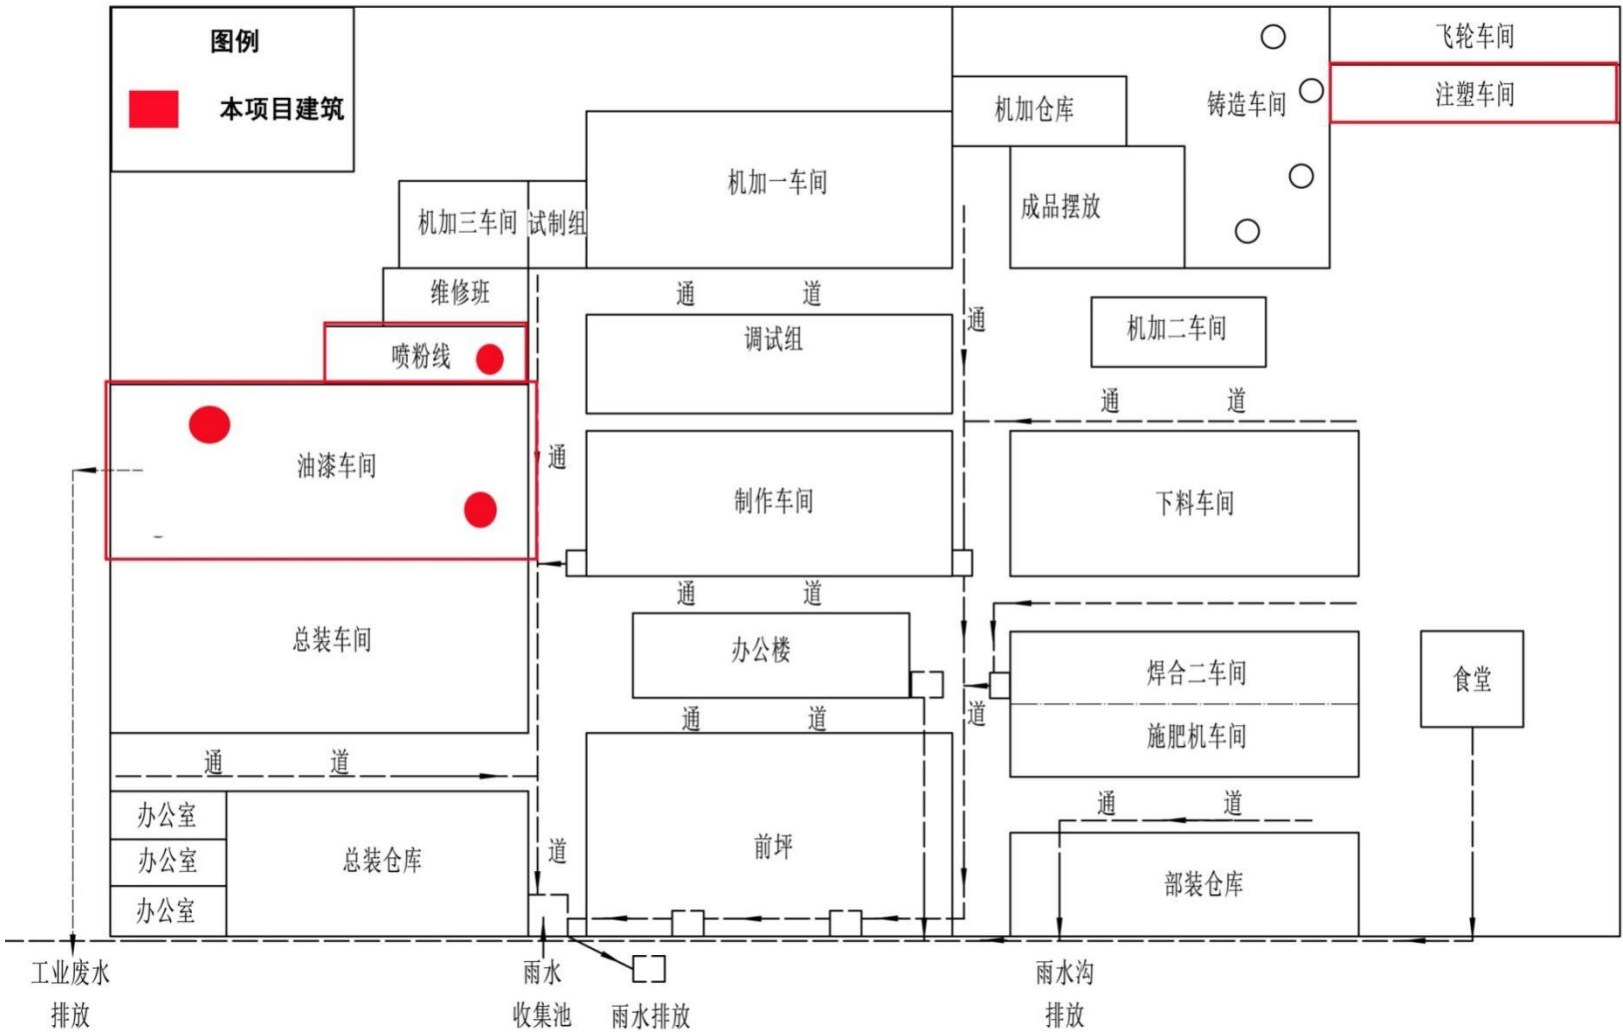 图例
本项目建筑
飞轮车间
注塑车间
铸造车间
机加仓库
成品摆放
机加一车间
机加三车间
试制组
维修班
喷粉线
通 道
调试组
机加二车间
通
通 道
油漆车间
通
制作车间
下料车间
通 道
总装车间
办公楼
焊合二车间
施肥机车间
食堂
通 道
道
通 道
通 道
办公室
办公室
办公室
总装仓库
道
前坪
部装仓库
工业废水
排放
雨水
收集池
雨水排放
雨水沟
排放